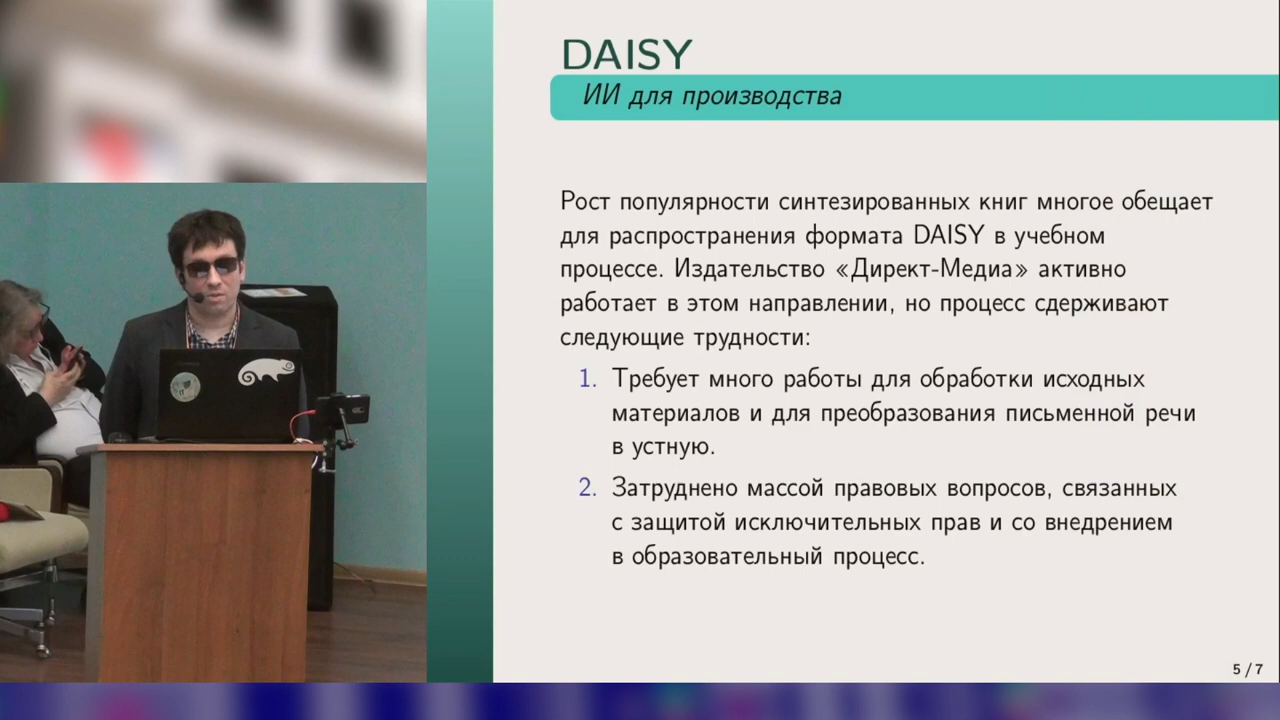 DAISY
ИИ для производства
Рост популярности синтезированных книг многое обещает
для распространения формата DAISY в учебном
процессе. Издательство «Директ-Медиа» активно
работает в этом направлении, но процесс сдерживают
следующие трудности:
1. Требует много работы для обработки исходных
материалов и для преобразования письменной речи
в устную.
2. Затруднено массой правовых вопросов, связанных
с защитой исключительных прав и со внедрением
в образовательный процесс.
5 / 7